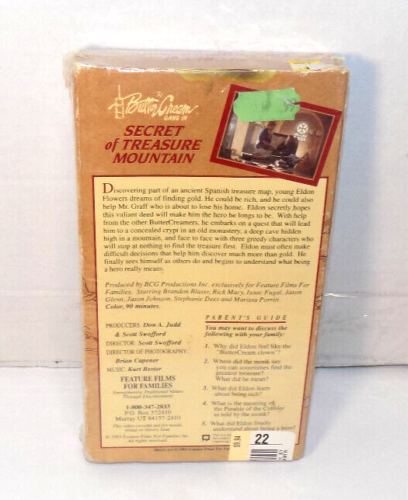 The
Butter Cream
GANG IN
SECRET
of TREASURE
MOUNTAIN
Discovering part of an ancient Spanish treasure map, young Eldon
Flowers dreams of finding gold. He could be rich, and he could also
help Mr. Graff who is about to lose his home. Eldon secretly hopes
this valiant deed will make him the hero he longs to be. With help
from the other ButterCreamers, he embarks on a quest that will lead
him to a concealed crypt in an old monastery, a deep cave hidden
high in a mountain, and face to face with three greedy characters who
will stop at nothing to find the treasure first. Eldon must often make
difficult decisions that help him discover much more than gold. He
finally sees himself as others do and begins to understand what being
a hero really means.
Produced by BCG Productions Inc. exclusively for Feature Films For
Families. Starring Brandon Blaser, Rick Macy, Jason
Glenn, Jason Johnson, Stephanie Dees and Marissa
Color, 90 minutes.
PRODUCERS: Don A. Judd
& Scott Swofford
DIRECTOR: Scott Swofford
DIRECTOR OF PHOTOGRAPHY:
Brian Capener
MUSIC: Kurt Bestor
FEATURE FILMS
FOR FAMILIES
Strengthening Traditional Values
Through Entertainment
1-800-347-2833
P.O. Box 572410
Murray UT 84157-2410
PARENT'S GUIDE
You may want to discuss the
following with your family:
1. Why did Eldon feel like the
"ButterCream clown"?
2. Where did the monk say
you can sometimes find the
greatest treasure?
What did he mean?
3. What did Eldon learn
about being rich?
4. What is the meaning of
the Parable of the Cobbler
as told by the monk?
5. What did Eldon finally
understand about being a hero?
22